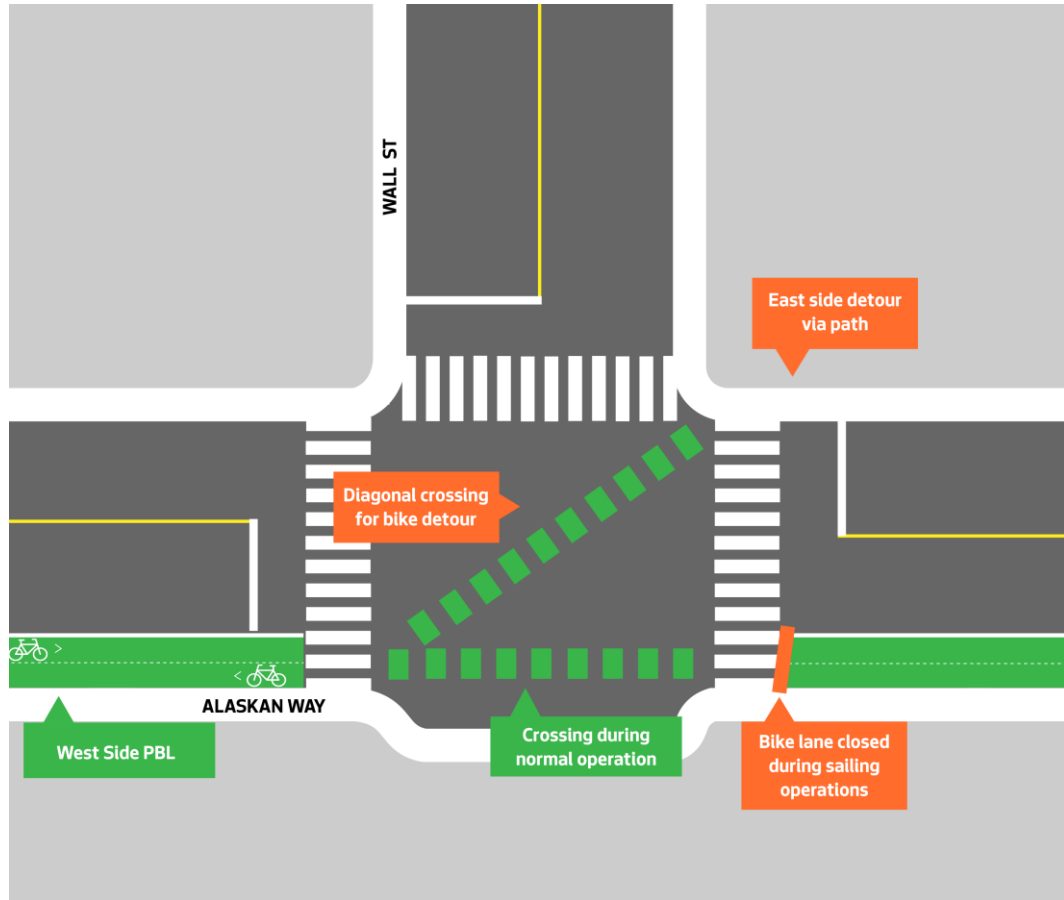 WALL ST
East side detour
via path
Diagonal crossing
for bike detour
>
<
ALASKAN WAY
West Side PBL
Crossing during
normal operation
Bike lane closed
during sailing
operations